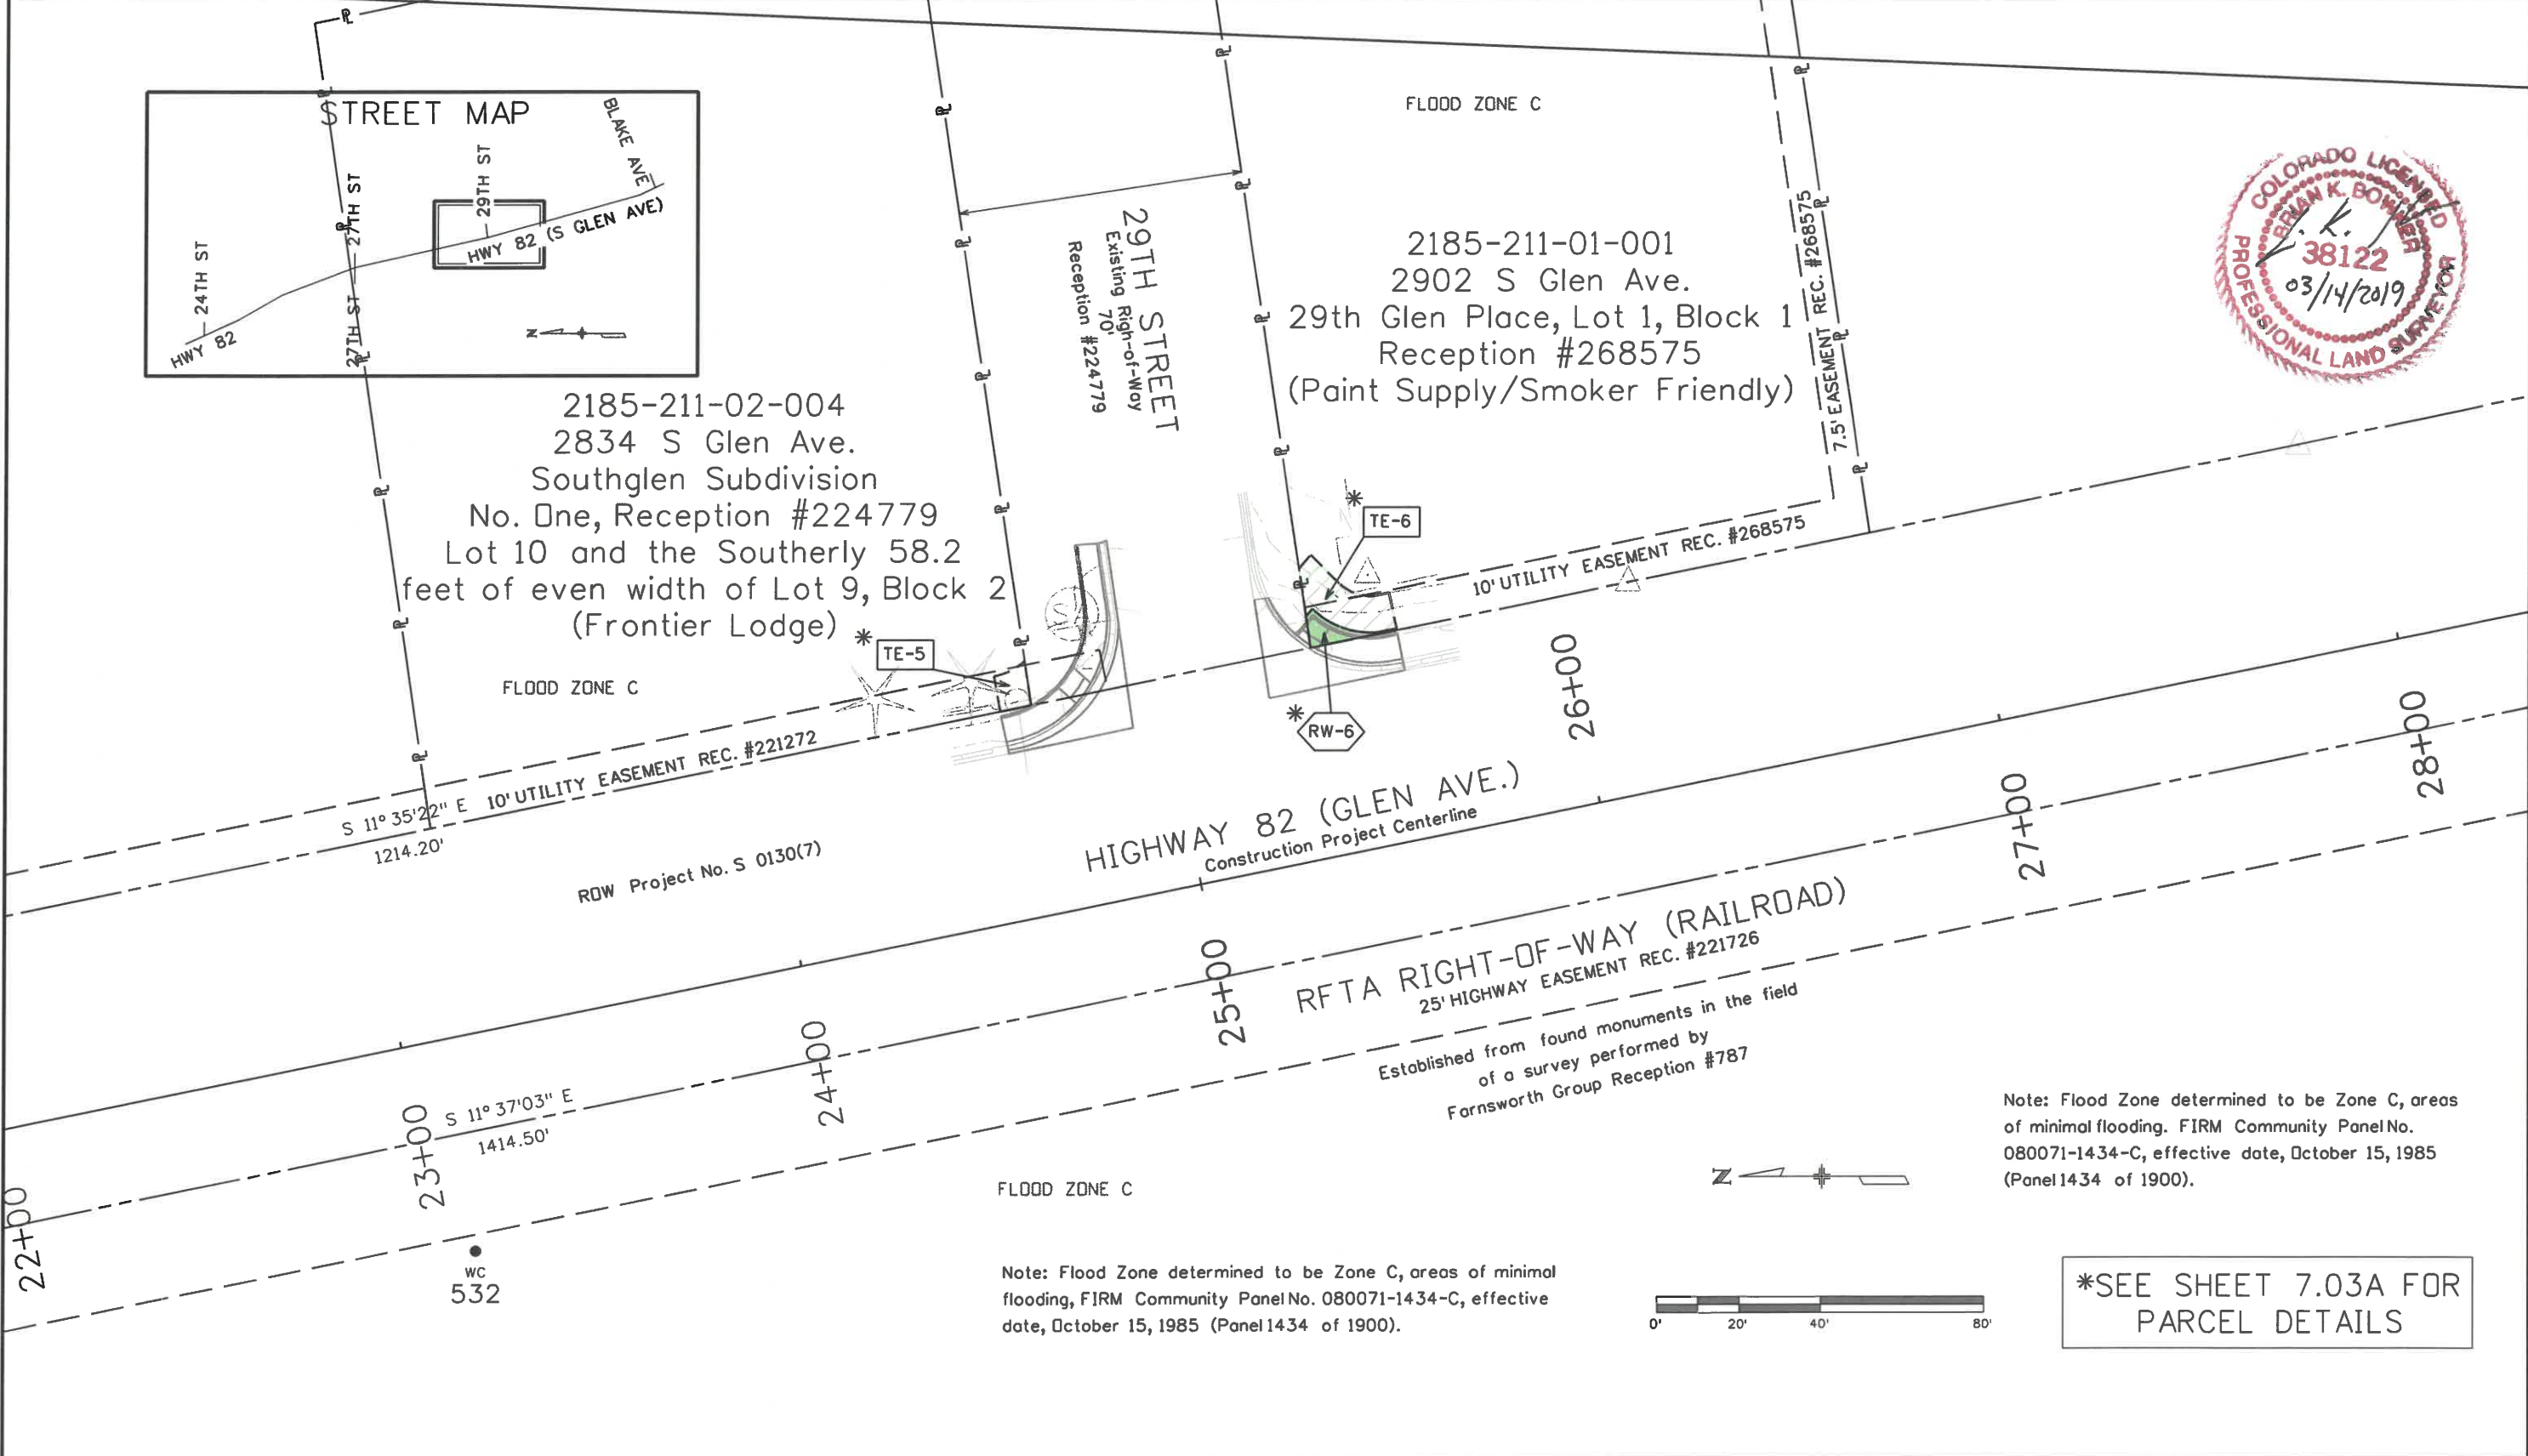 STREET MAP
24TH ST
27TH ST
27TH ST
29TH ST
BLAKE AVE
HWY 82
HWY 82 (S GLEN AVE)
N
2185-211-02-004
2834 S Glen Ave.
Southglen Subdivision
No. One, Reception #224779
Lot 10 and the Southerly 58.2
feet of even width of Lot 9, Block 2
(Frontier Lodge)
FLOOD ZONE C
TE-5
29TH STREET
Existing Righ-of-Way
70'
Reception #224779
FLOOD ZONE C
2185-211-01-001
2902 S Glen Ave.
29th Glen Place, Lot 1, Block 1
Reception #268575
(Paint Supply/Smoker Friendly)
7.5' EASEMENT REC. #268575
COLORADO LICENSED
BRIAN K. BOWNER
38122
03/14/2019
PROFESSIONAL LAND SURVEYOR
TE-6
RW-6
10' UTILITY EASEMENT REC. #268575
S 11° 35'22" E
1214.20'
10' UTILITY EASEMENT REC. #221272
ROW Project No. S 0130(7)
HIGHWAY 82 (GLEN AVE.)
Construction Project Centerline
22+00
23+00
24+00
25+00
26+00
27+00
28+00
S 11° 37'03" E
1414.50'
RFTA RIGHT-OF-WAY (RAILROAD)
25' HIGHWAY EASEMENT REC. #221726
Established from found monuments in the field
of a survey performed by
Farnsworth Group Reception #787
WC
532
FLOOD ZONE C
Note: Flood Zone determined to be Zone C, areas of minimal
flooding, FIRM Community Panel No. 080071-1434-C, effective
date, October 15, 1985 (Panel 1434 of 1900).
N
0' 20' 40' 80'
Note: Flood Zone determined to be Zone C, areas
of minimal flooding. FIRM Community Panel No.
080071-1434-C, effective date, October 15, 1985
(Panel 1434 of 1900).
*SEE SHEET 7.03A FOR
PARCEL DETAILS